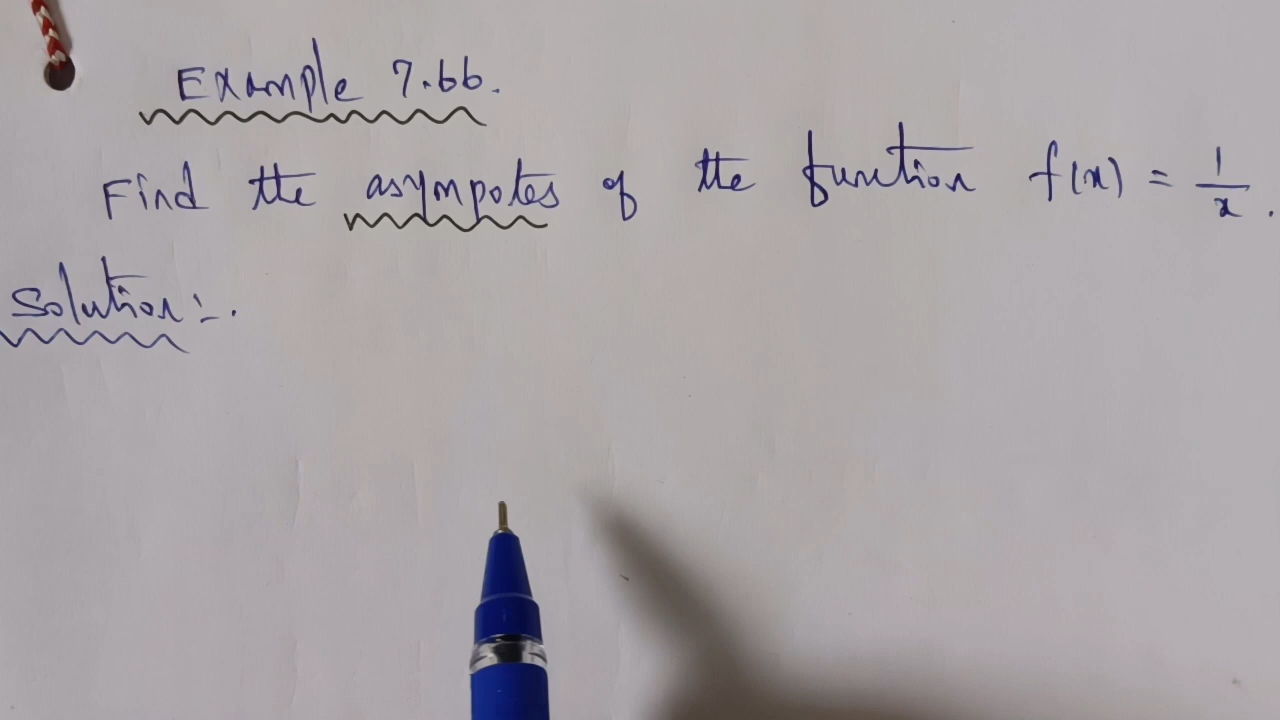 Example 7.66.
Find the asympotes of the function f(x) = 1/x.
Solution:-.